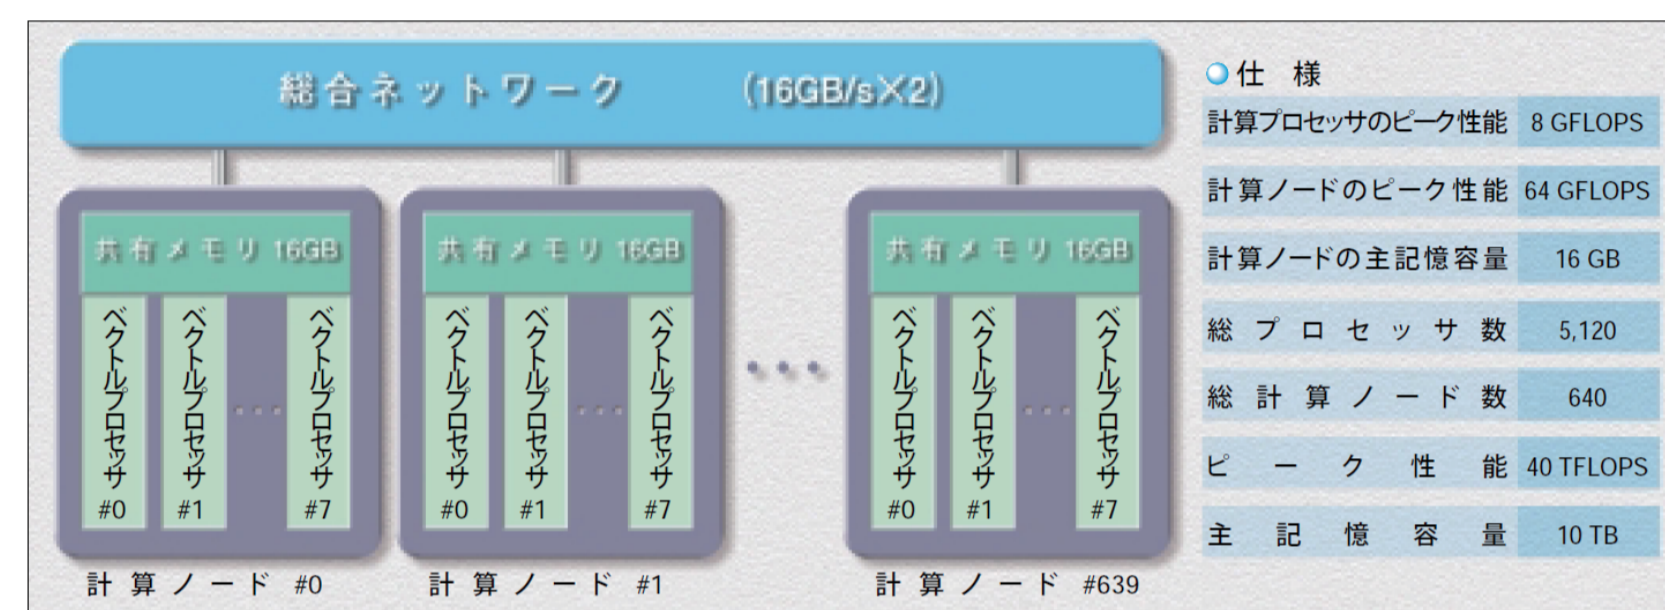 総合ネットワーク (16GB/s×2)
共有メモリ 16GB
ベクトルプロセッサ #0
ベクトルプロセッサ #1
ベクトルプロセッサ #7
計算ノード #0
共有メモリ 16GB
ベクトルプロセッサ #0
ベクトルプロセッサ #1
ベクトルプロセッサ #7
計算ノード #1
共有メモリ 16GB
ベクトルプロセッサ #0
ベクトルプロセッサ #1
ベクトルプロセッサ #7
計算ノード #639
仕様
計算プロセッサのピーク性能 8 GFLOPS
計算ノードのピーク性能 64 GFLOPS
計算ノードの主記憶容量 16 GB
総プロセッサ数 5,120
総計算ノード数 640
ピーク性能 40 TFLOPS
主記憶容量 10 TB